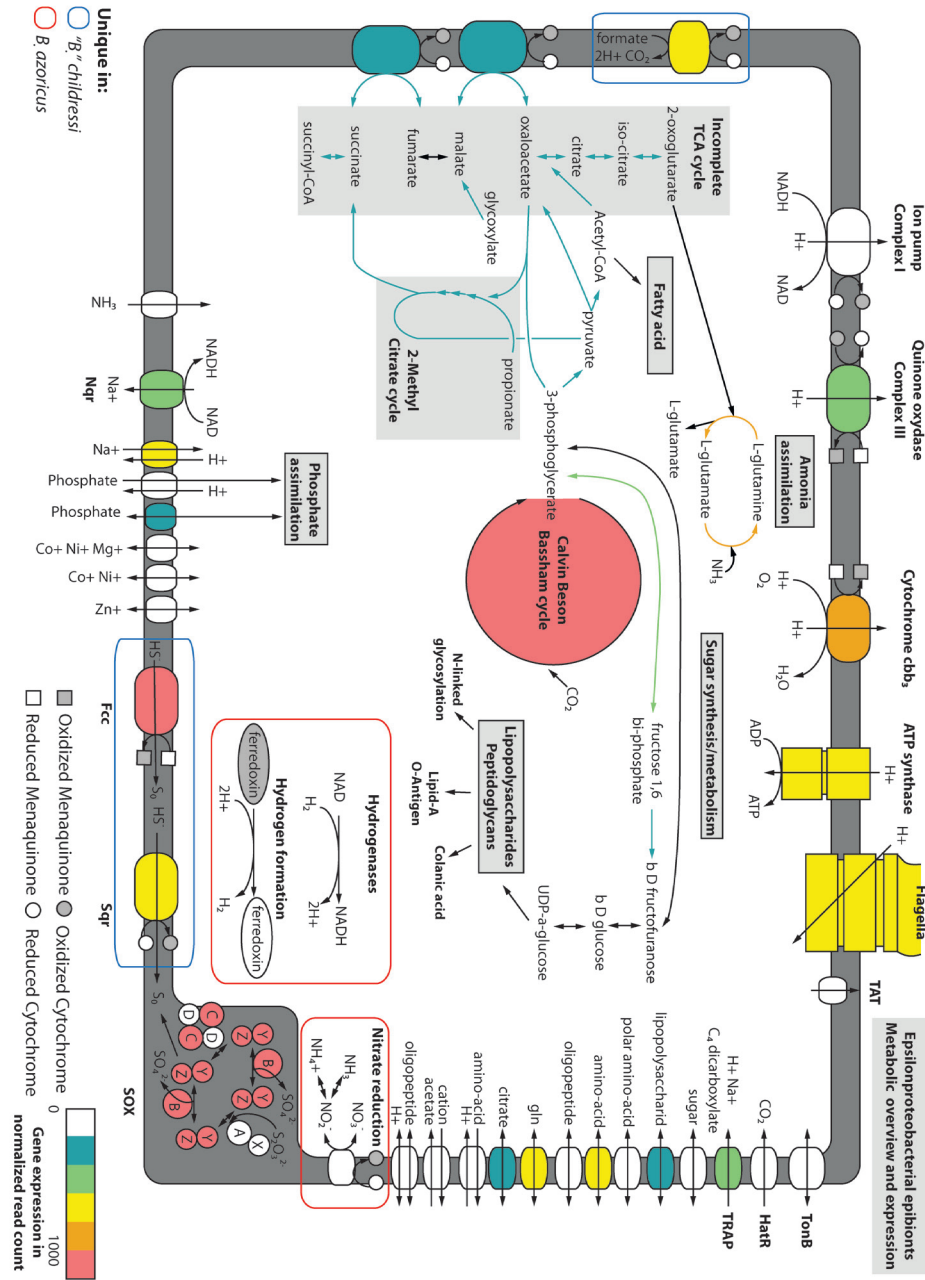 Epsilonproteobacterial epibionts
Metabolic overview and expression
Unique in:
"B." childressi
B. azoricus
formate
2H+ CO₂
Ion pump
Complex I
NADH
H+
NAD
Quinone oxydase
Complex III
H+
Cytochrome cbb₃
O₂
H+
H+
H₂O
ATP synthase
H+
ADP
ATP
Flagella
H+
TAT
Incomplete
TCA cycle
2-oxoglutarate
iso-citrate
citrate
oxaloacetate
malate
fumarate
succinate
succinyl-CoA
glycoxylate
Acetyl-CoA
Fatty acid
pyruvate
propionate
2-Methyl
Citrate cycle
3-phosphoglycerate
Amonia
assimilation
L-glutamine
L-glutamate
L-glutamate
NH₃
Calvin Beson
Bassham cycle
CO₂
Sugar synthesis/metabolism
fructose 1,6
bi-phosphate
b D fructofuranose
b D glucose
UDP-a-glucose
Lippopolysaccharides
Peptidoglycans
N-linked
glycosylation
Lipid-A
O-Antigen
Colanic acid
Hydrogenases
NAD
NADH
H₂
2H+
Hydrogen formation
ferredoxin
ferredoxin
2H+
H₂
NH₃
NADH
NAD
Na+
Nqr
Na+
H+
Phosphate
H+
Phosphate
Phosphate
assimilation
Co+ Ni+ Mg+
Co+ Ni+
Zn+
HS⁻
Fcc
S₀
HS⁻
Sqr
S₀
SOX
SO₄²⁻
SO₄²⁻
S₂O₃²⁻
C
D
C
D
Y
Z
B
Y
Z
Y
Z
B
Y
Z
A
X
Nitrate reduction
NH₃
NH₄+
NO₂⁻
NO₃⁻
TonB
CO₂
HatR
H+ Na+
C₄ dicarboxylate
TRAP
sugar
lipopolysaccharid
polar amino-acid
amino-acid
oligopeptide
gln
citrate
amino-acid
H+
cation
acetate
oligopeptide
H+
Oxidized Menaquinone
Oxidized Cytochrome
Reduced Menaquinone
Reduced Cytochrome
0
1000
Gene expression in
normalized read count